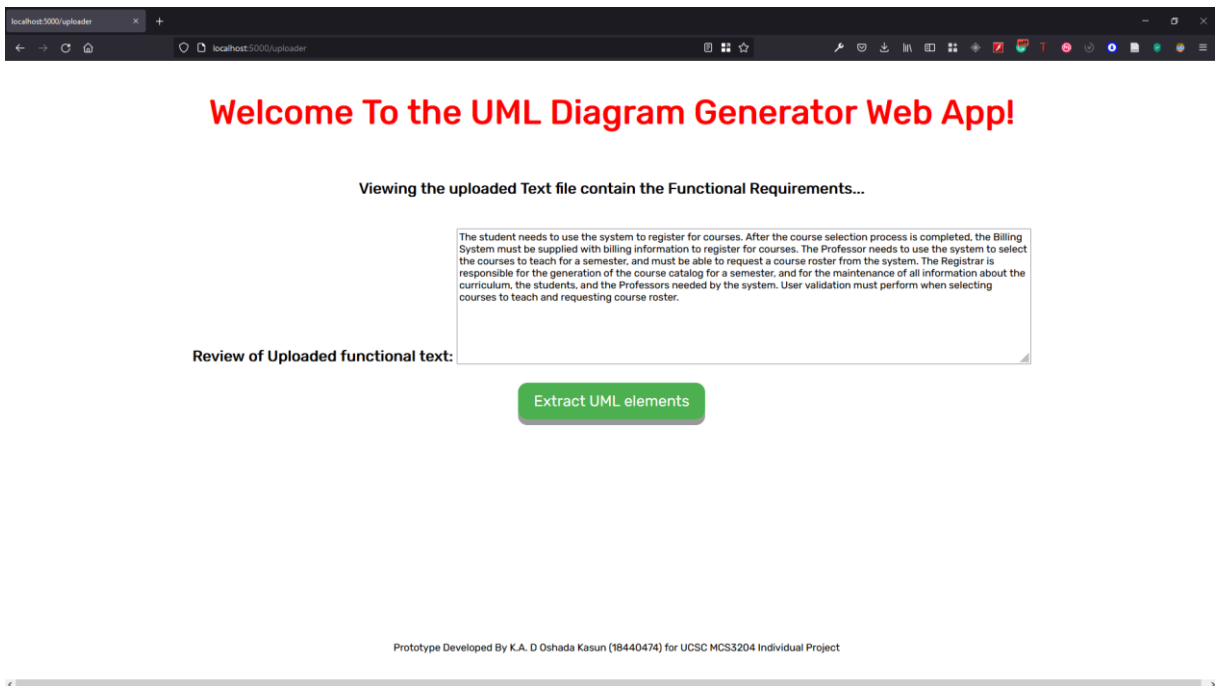 localhost:5000/uploader
localhost:5000/uploader
Welcome To the UML Diagram Generator Web App!
Viewing the uploaded Text file contain the Functional Requirements...
The student needs to use the system to register for courses. After the course selection process is completed, the Billing
System must be supplied with billing information to register for courses. The Professor needs to use the system to select
the courses to teach for a semester, and must be able to request a course roster from the system. The Registrar is
responsible for the generation of the course catalog for a semester, and for the maintenance of all information about the
curriculum, the students, and the Professors needed by the system. User validation must perform when selecting
courses to teach and requesting course roster.
Review of Uploaded functional text:
Extract UML elements
Prototype Developed By K.A. D Oshada Kasun (18440474) for UCSC MCS3204 Individual Project